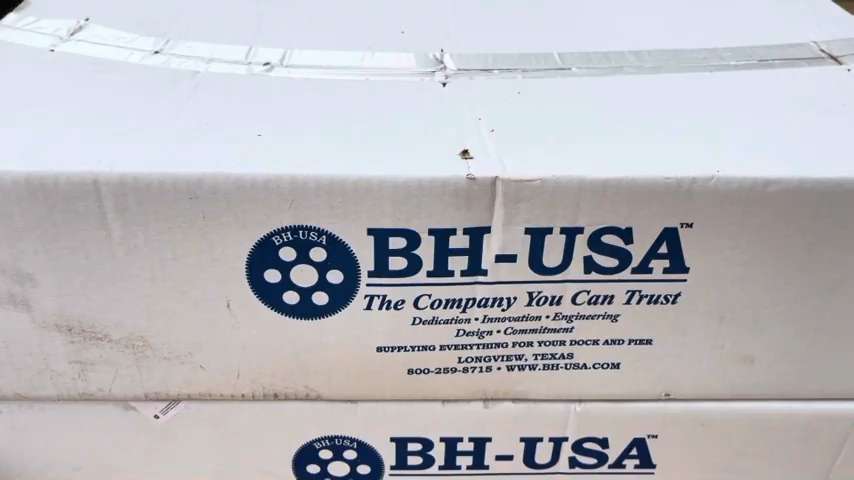 BH-USA
BH-USA™
The Company You Can Trust
Dedication • Innovation • Engineering
Design • Commitment
SUPPLYING EVERYTHING FOR YOUR DOCK AND PIER
LONGVIEW, TEXAS
800-259-8715 • WWW.BH-USA.COM
BH-USA
BH-USA™